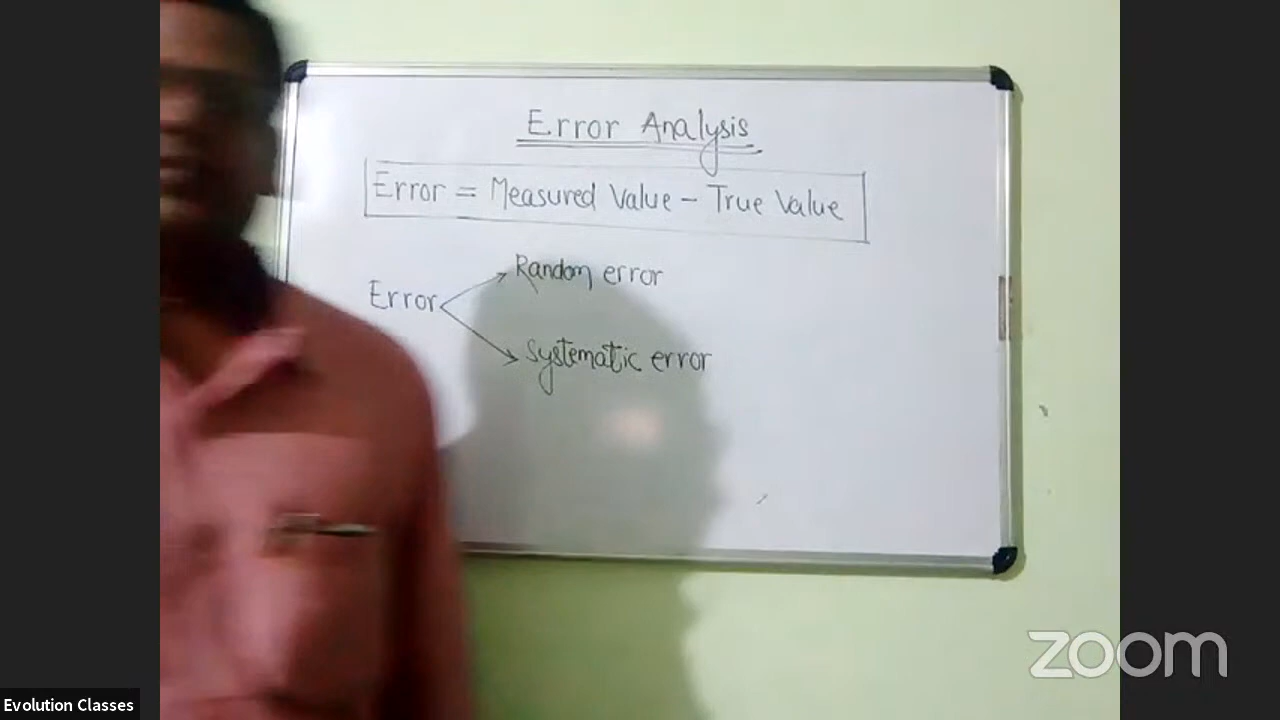 Error Analysis
Error = Measured Value - True Value
Random error
Error
Systematic error
zoom
Evolution Classes